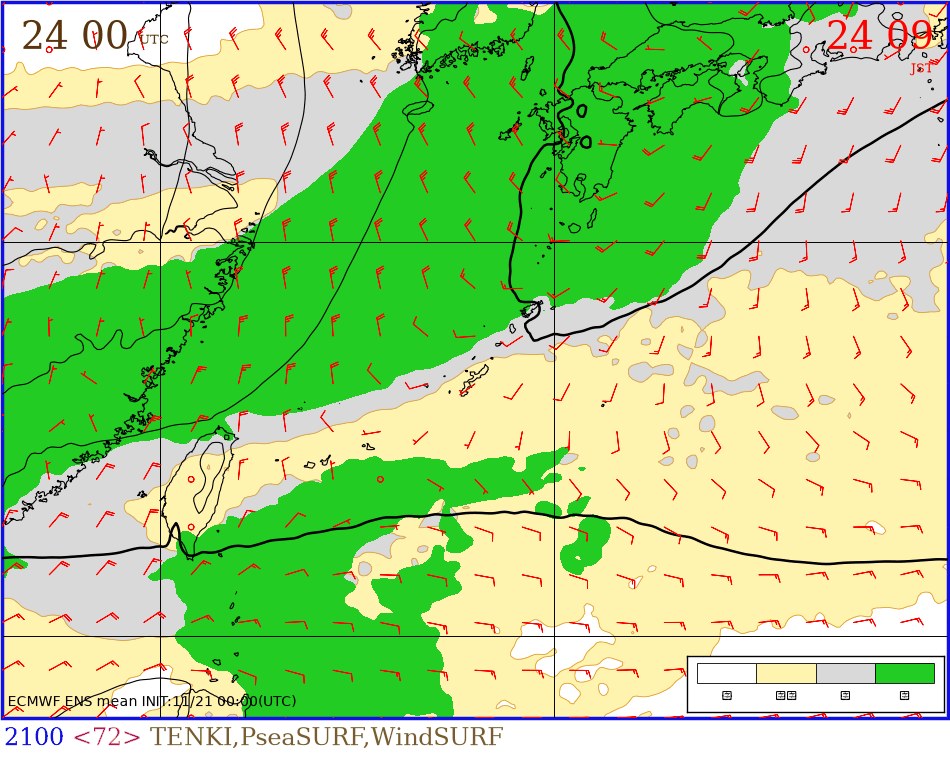 24 00 UTC
24 09
JST
ECMWF ENS mean INIT:11/21 00:00(UTC)
2100 <72> TENKI,PseaSURF,WindSURF